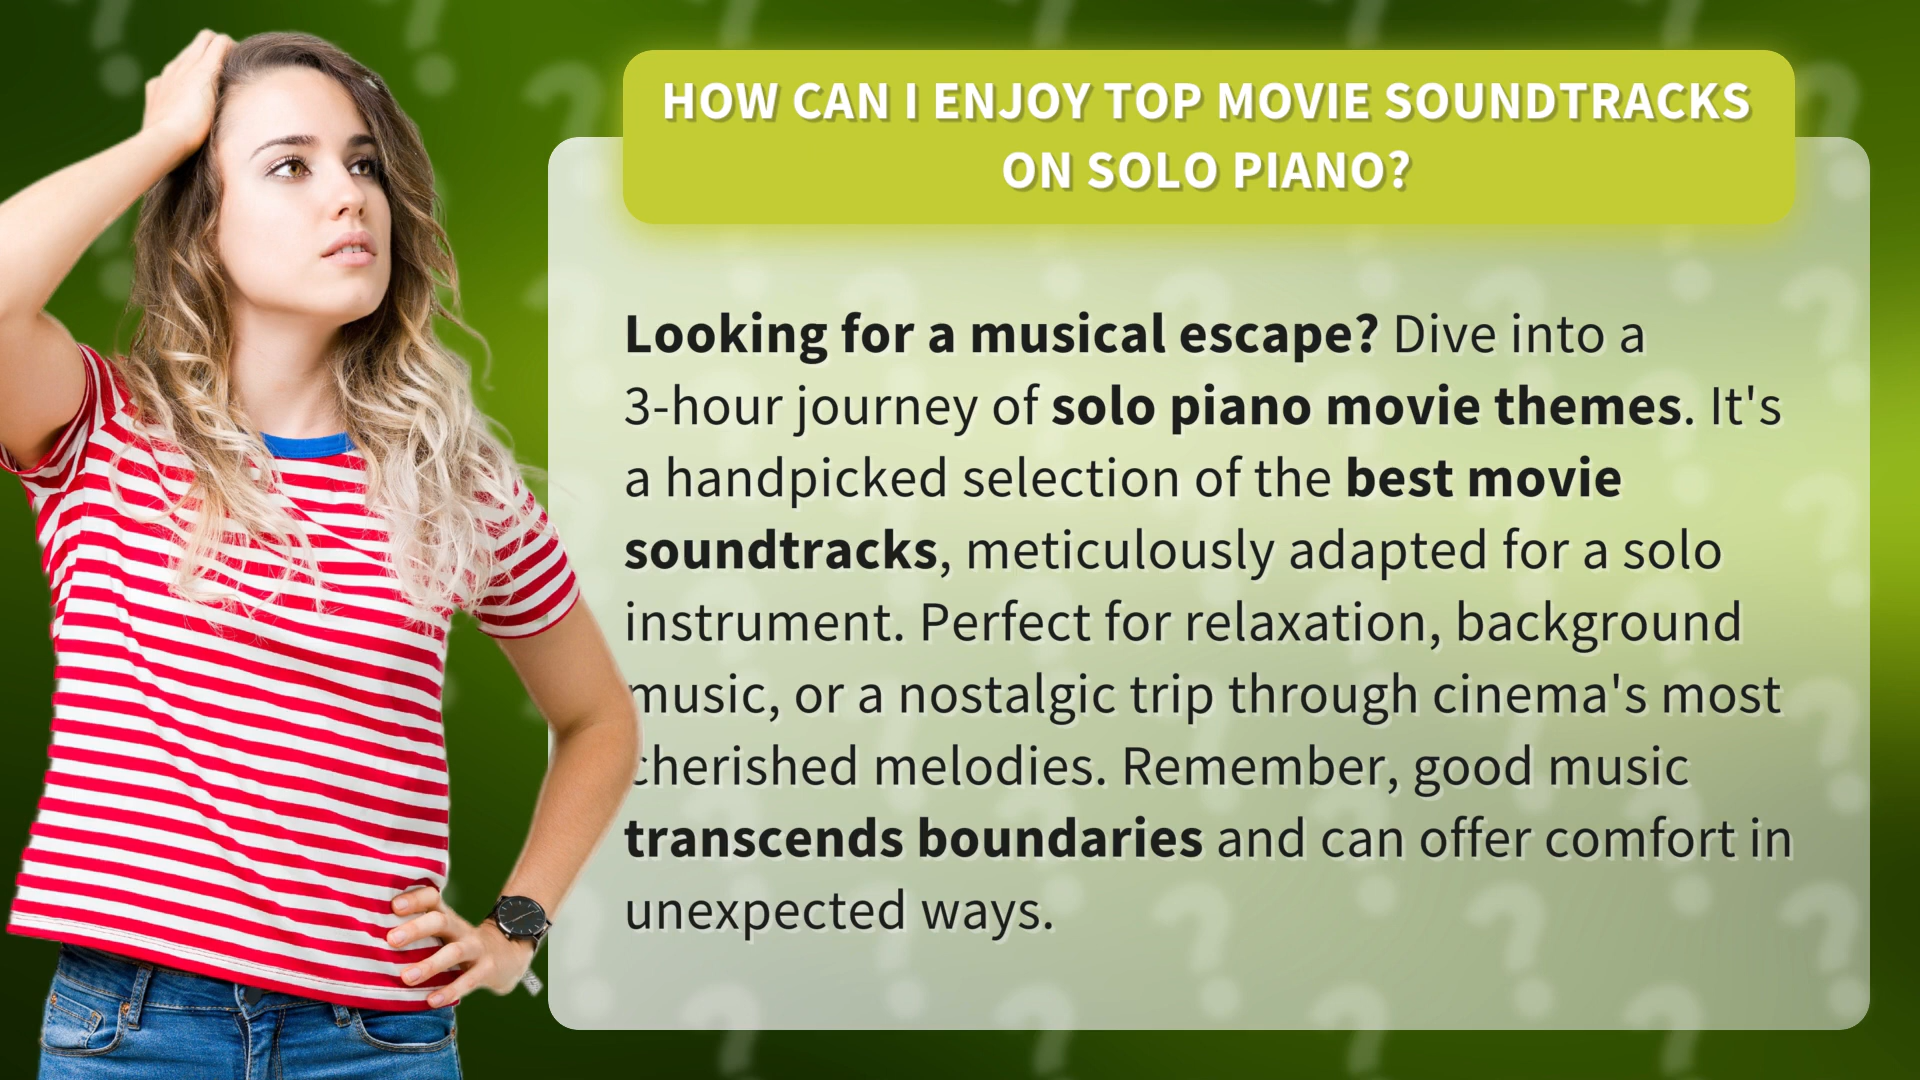 HOW CAN I ENJOY TOP MOVIE SOUNDTRACKS
ON SOLO PIANO?
Looking for a musical escape? Dive into a
3-hour journey of solo piano movie themes. It's
a handpicked selection of the best movie
soundtracks, meticulously adapted for a solo
instrument. Perfect for relaxation, background
music, or a nostalgic trip through cinema's most
cherished melodies. Remember, good music
transcends boundaries and can offer comfort in
unexpected ways.